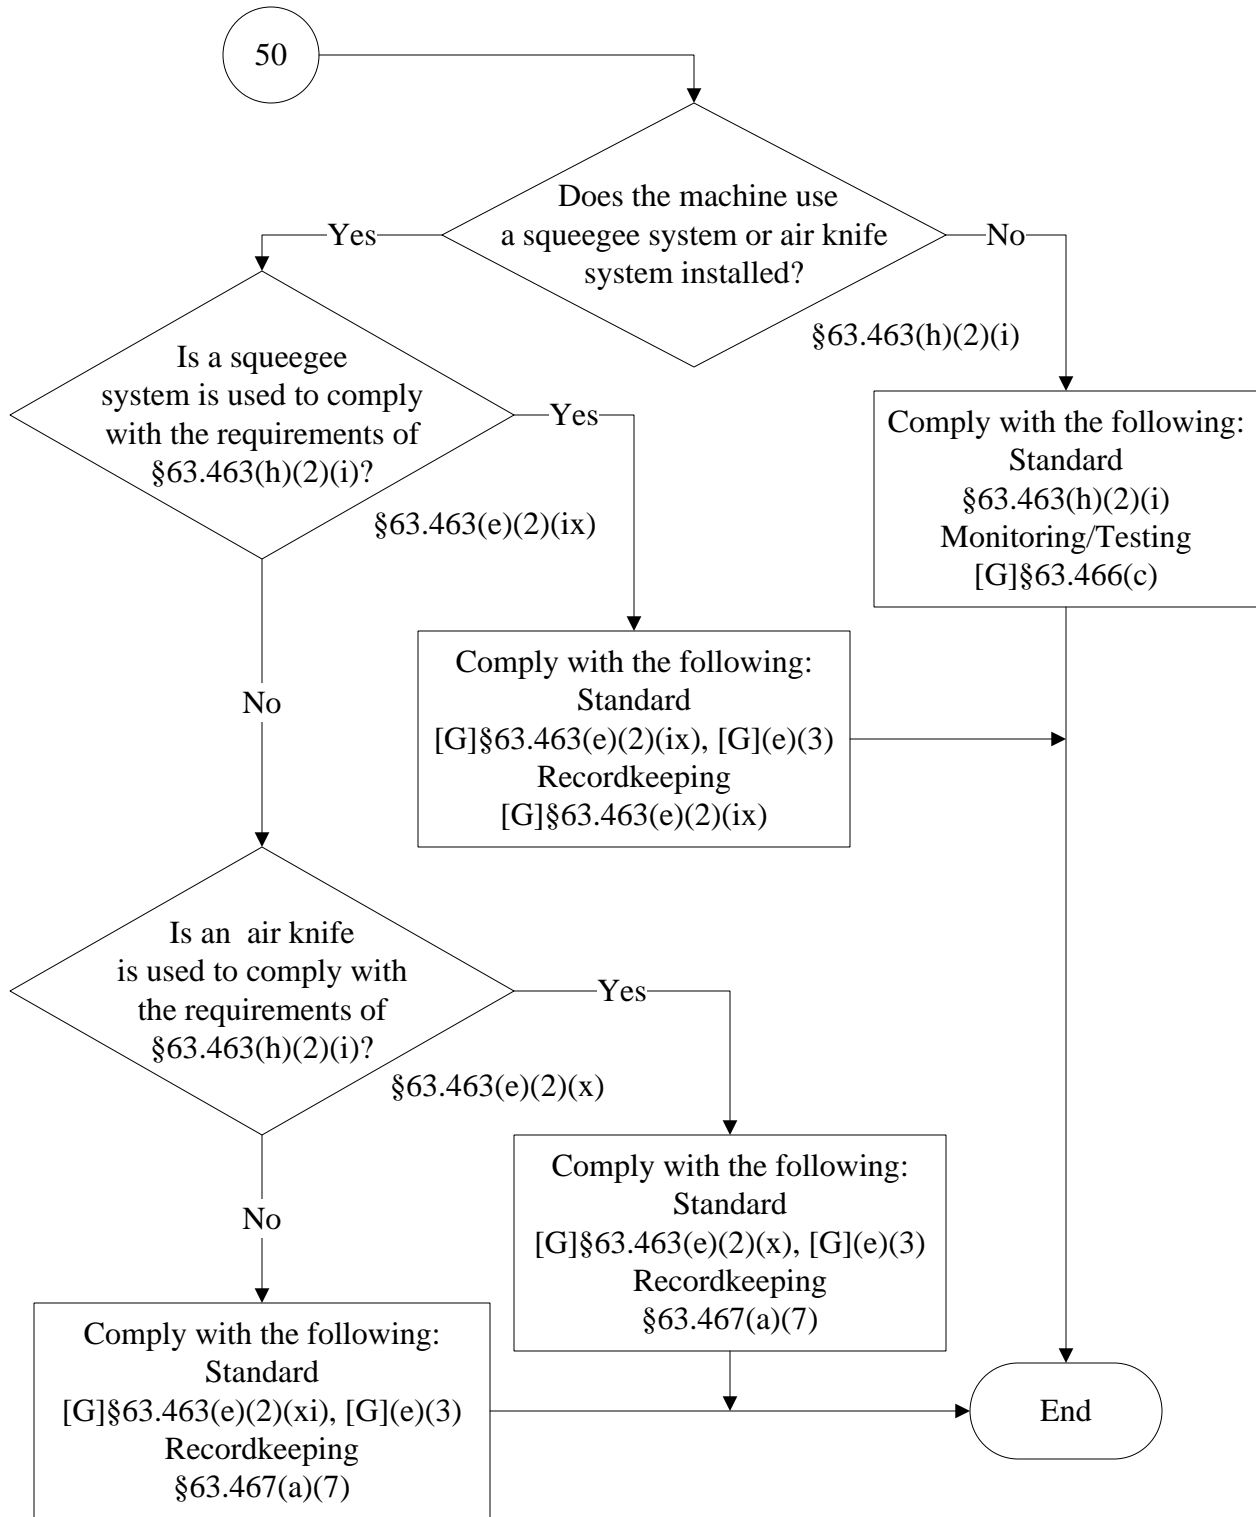 50
Does the machine use
a squeegee system or air knife
system installed?
Yes
No
§63.463(h)(2)(i)
Is a squeegee
system is used to comply
with the requirements of
§63.463(h)(2)(i)?
Yes
§63.463(e)(2)(ix)
Comply with the following:
Standard
§63.463(h)(2)(i)
Monitoring/Testing
[G]§63.466(c)
No
Comply with the following:
Standard
[G]§63.463(e)(2)(ix), [G](e)(3)
Recordkeeping
[G]§63.463(e)(2)(ix)
Is an  air knife
is used to comply with
the requirements of
§63.463(h)(2)(i)?
Yes
§63.463(e)(2)(x)
No
Comply with the following:
Standard
[G]§63.463(e)(2)(x), [G](e)(3)
Recordkeeping
§63.467(a)(7)
Comply with the following:
Standard
[G]§63.463(e)(2)(xi), [G](e)(3)
Recordkeeping
§63.467(a)(7)
End